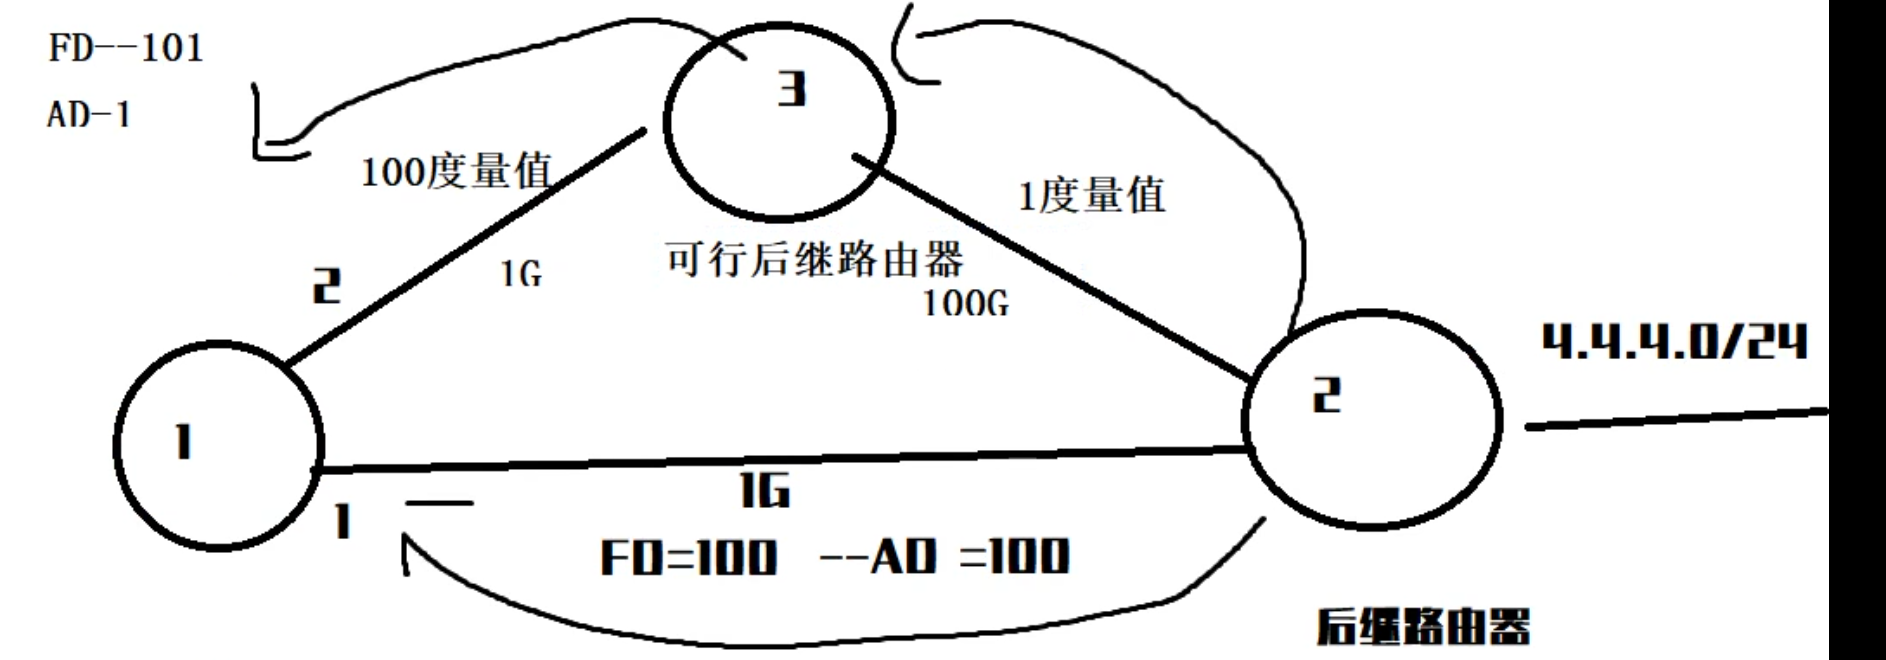 FD--101
AD-1
3
100度量值
1度量值
2
1G
可行后继路由器
100G
4.4.4.0/24
2
1
1G
1
FD=100 --AD =100
后继路由器